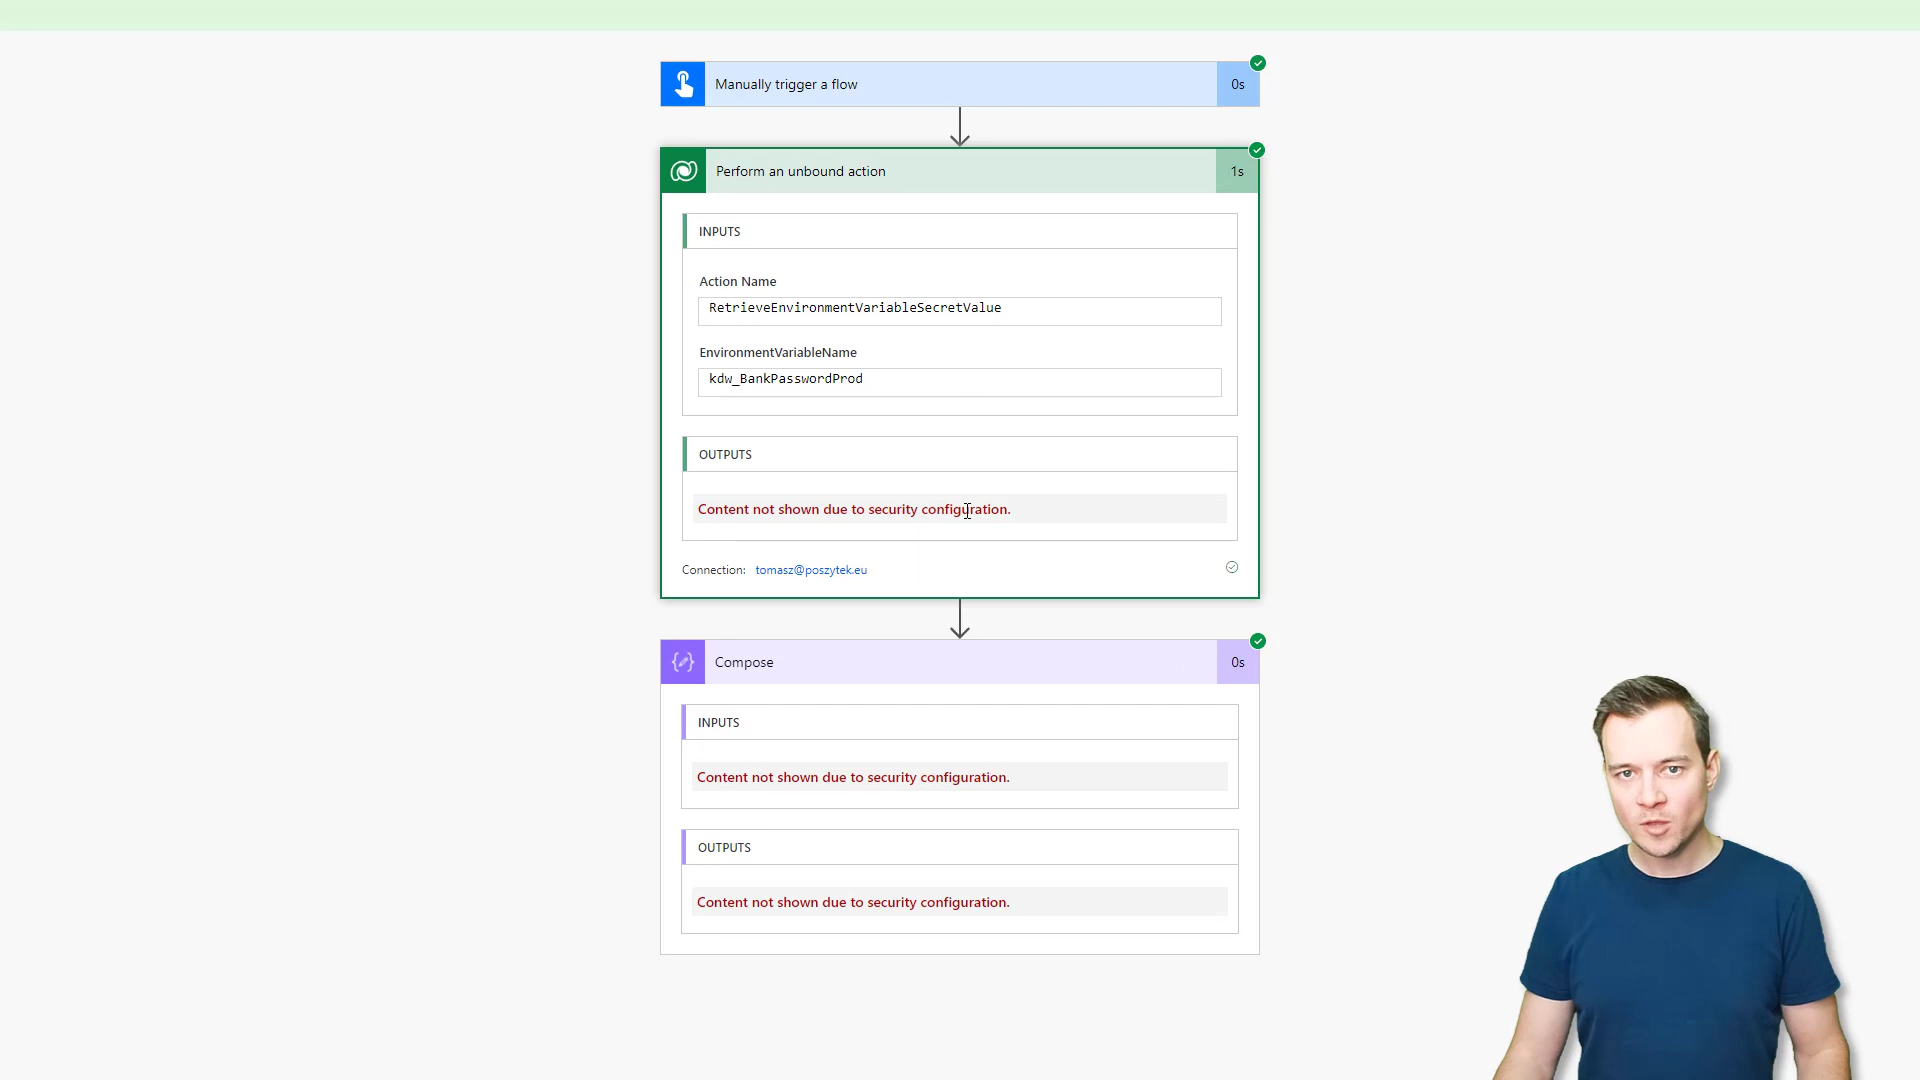 Manually trigger a flow
0s
Perform an unbound action
1s
INPUTS
Action Name
RetrieveEnvironmentVariableSecretValue
EnvironmentVariableName
kdw_BankPasswordProd
OUTPUTS
Content not shown due to security configuration.
Connection: tomasz@poszytek.eu
Compose
0s
INPUTS
Content not shown due to security configuration.
OUTPUTS
Content not shown due to security configuration.